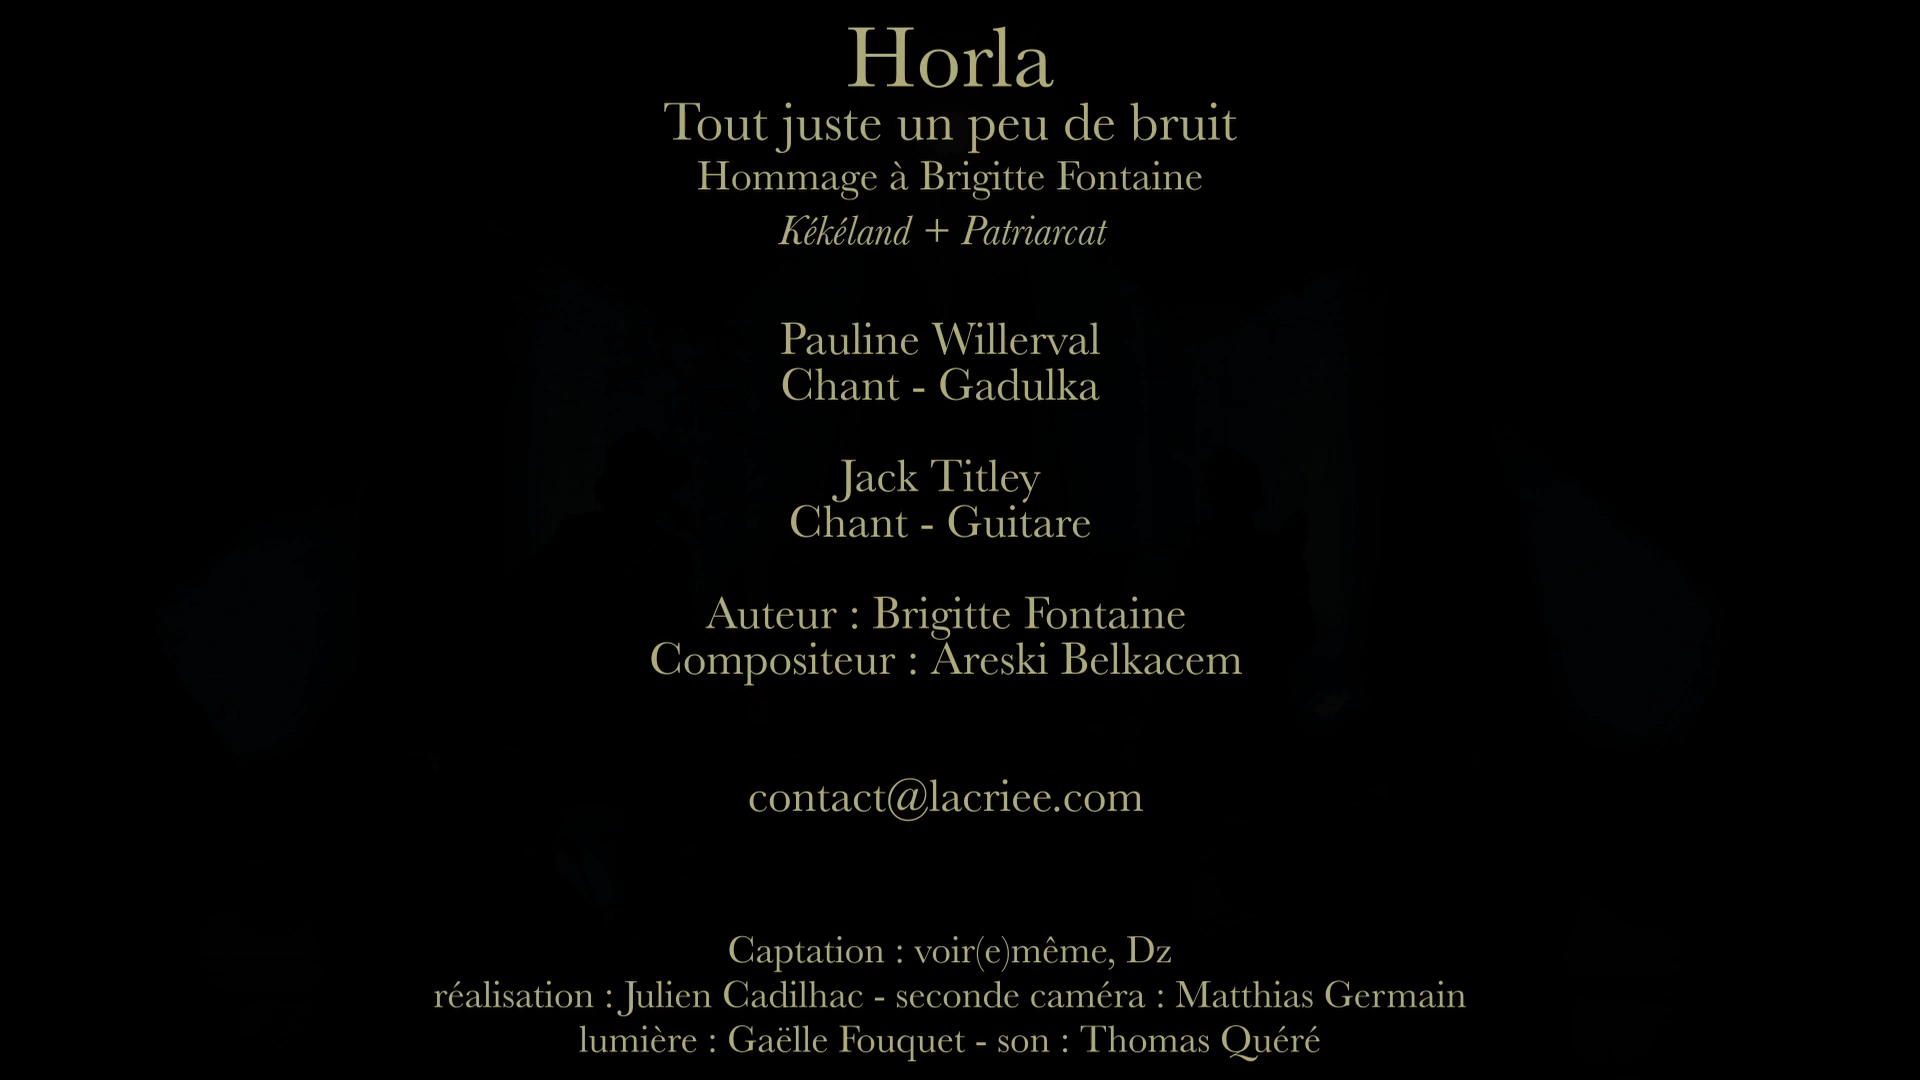 Horla
Tout juste un peu de bruit
Hommage à Brigitte Fontaine
Kékéland + Patriarcat
Pauline Willerval
Chant - Gadulka
Jack Titley
Chant - Guitare
Auteur : Brigitte Fontaine
Compositeur : Areski Belkacem
contact@lacriee.com
Captation : voir(e)même, Dz
réalisation : Julien Cadilhac - seconde caméra : Matthias Germain
lumière : Gaëlle Fouquet - son : Thomas Quéré